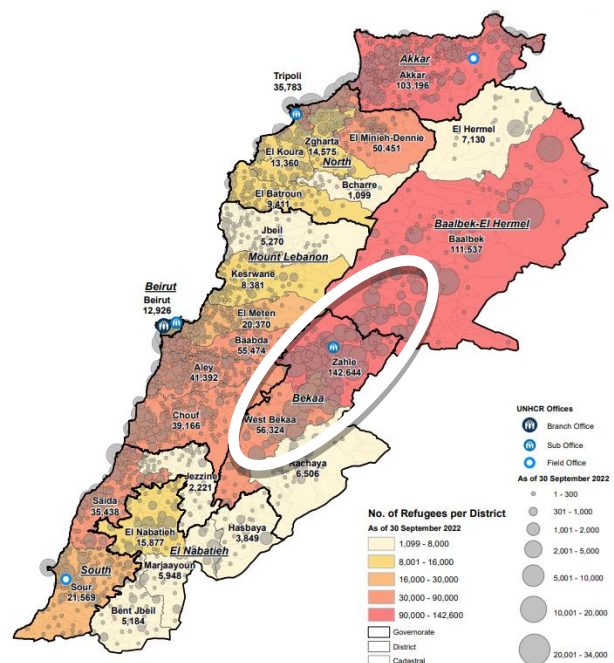 Akkar
Akkar
103,196
Tripoli
35,783
Zgharta
14,575
El Minieh-Dennie
50,451
El Hermel
7,130
El Koura
13,360
North
Bcharre
1,099
El Batroun
9,411
Baalbek-El Hermel
Baalbek
111,537
Jbeil
5,270
Mount Lebanon
Kesrwane
8,381
Beirut
Beirut
12,926
El Meten
20,370
Baabda
55,474
Zahle
142,644
Aley
41,392
Bekaa
Chouf
39,166
West Bekaa
56,324
Rachaya
6,506
Jezzine
2,221
Saida
35,438
El Nabatieh
15,877
Hasbaya
3,849
El Nabatieh
Marjaayoun
5,948
South
Sour
21,569
Bent Jbeil
5,184
UNHCR Offices
Branch Office
Sub Office
Field Office
As of 30 September 2022
1 - 300
301 - 1,000
1,001 - 2,000
2,001 - 5,000
5,001 - 10,000
10,001 - 20,000
20,001 - 34,000
No. of Refugees per District
As of 30 September 2022
1,099 - 8,000
8,001 - 16,000
16,000 - 30,000
30,000 - 90,000
90,000 - 142,600
Governorate
District
Cadastral